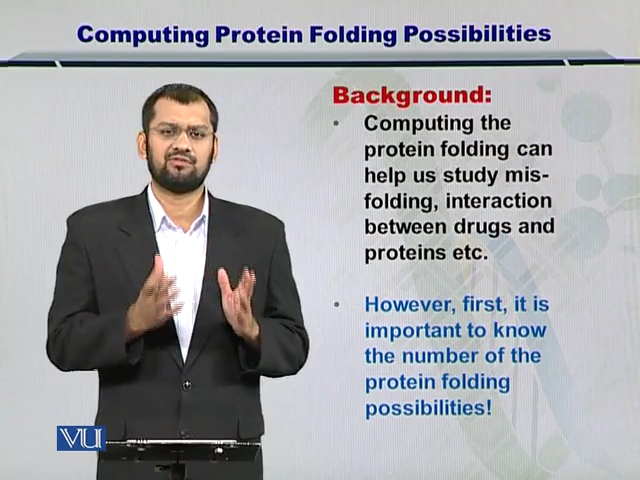 Computing Protein Folding Possibilities
Background:
• Computing the
protein folding can
help us study mis-
folding, interaction
between drugs and
proteins etc.
• However, first, it is
important to know
the number of the
protein folding
possibilities!
VU